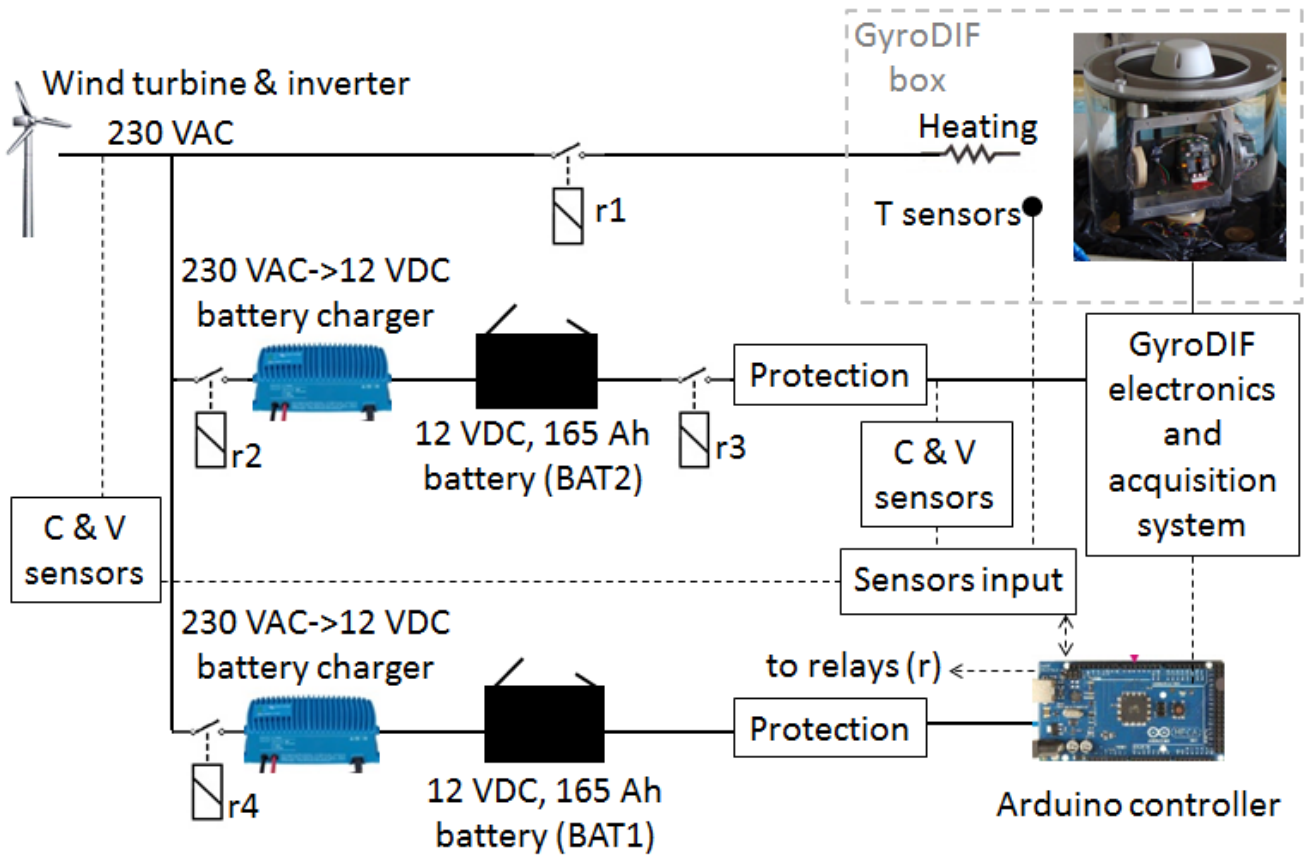 GyroDIF
box
Wind turbine & inverter
230 VAC
Heating
r1
T sensors
230 VAC->12 VDC
battery charger
Protection
GyroDIF
electronics
and
acquisition
system
r2
12 VDC, 165 Ah
battery (BAT2)
r3
C & V
sensors
C & V
sensors
Sensors input
230 VAC->12 VDC
battery charger
to relays (r)
Protection
r4
12 VDC, 165 Ah
battery (BAT1)
Arduino controller